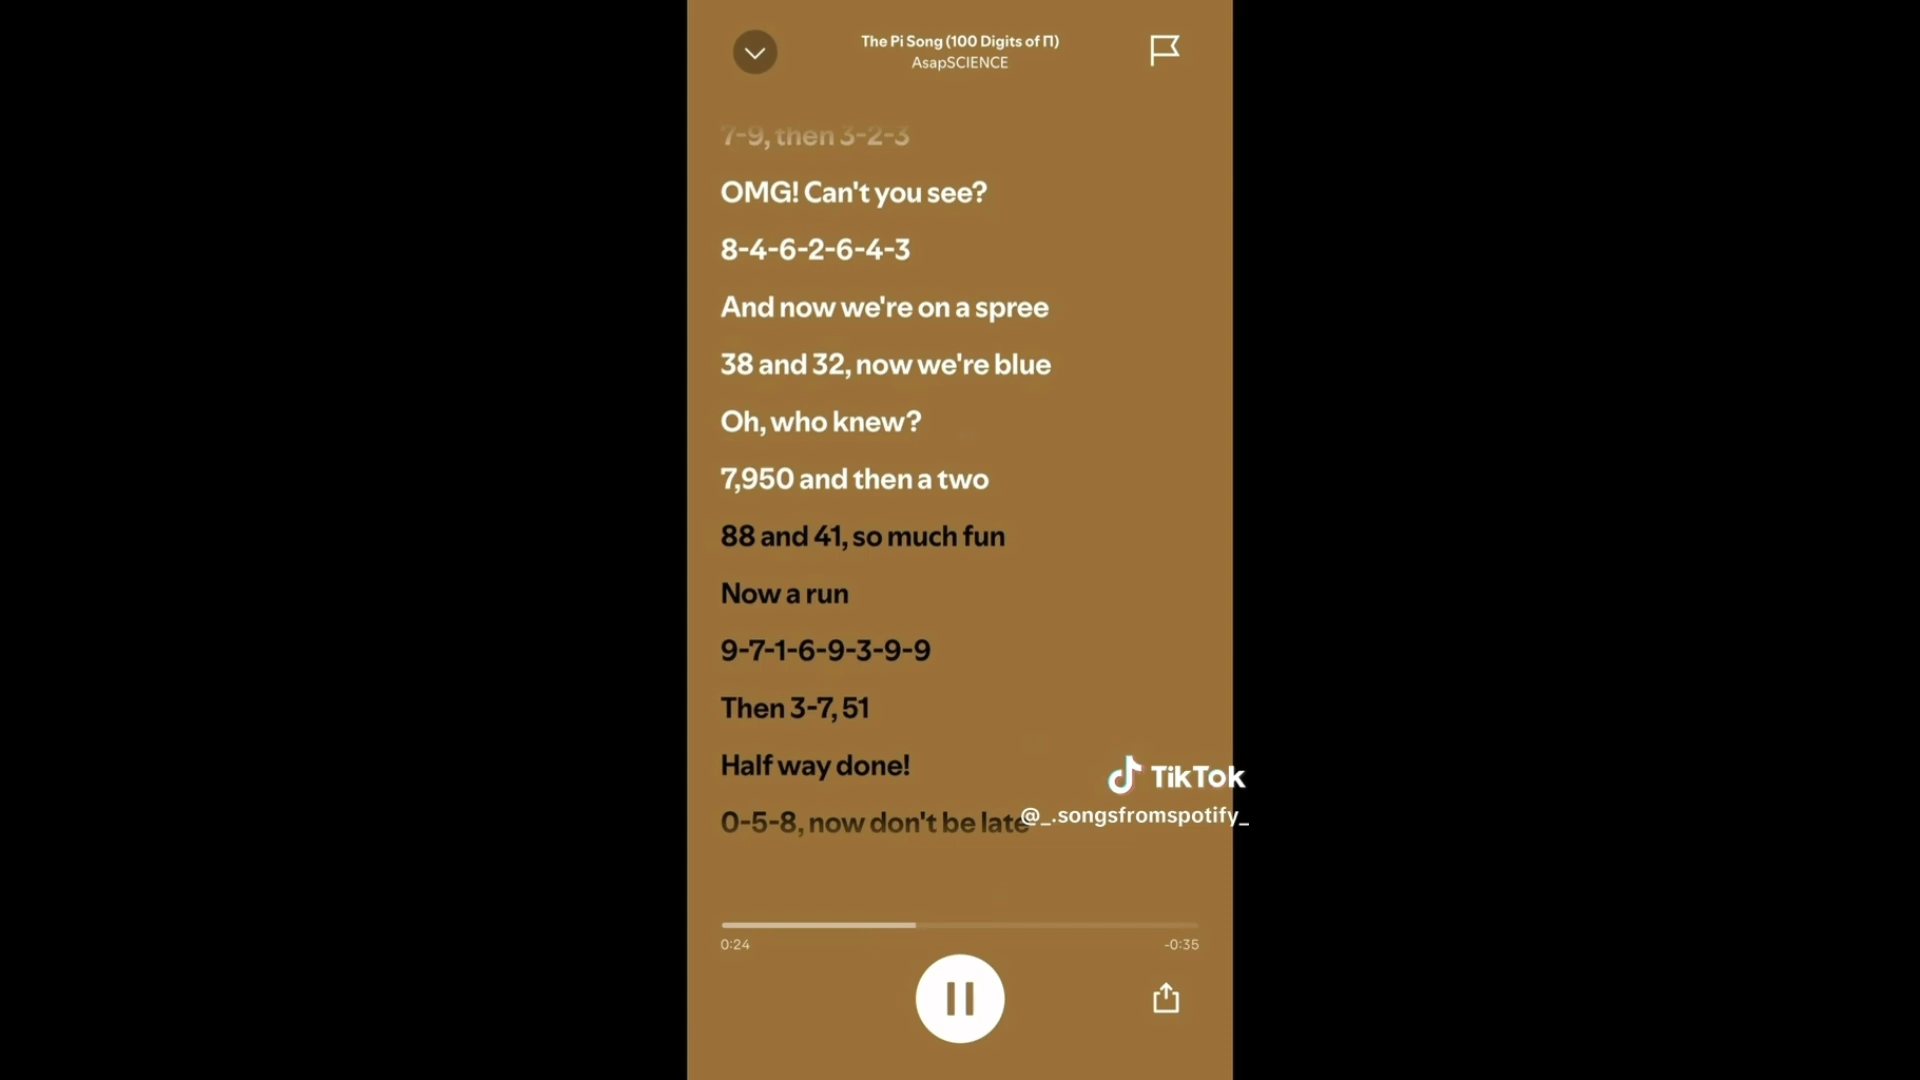 The Pi Song (100 Digits of Π)
AsapSCIENCE
7-9, then 3-2-3
OMG! Can't you see?
8-4-6-2-6-4-3
And now we're on a spree
38 and 32, now we're blue
Oh, who knew?
7,950 and then a two
88 and 41, so much fun
Now a run
9-7-1-6-9-3-9-9
Then 3-7, 51
Half way done!
0-5-8, now don't be late
TikTok
@_.songsfromspotify_
0:24
-0:35